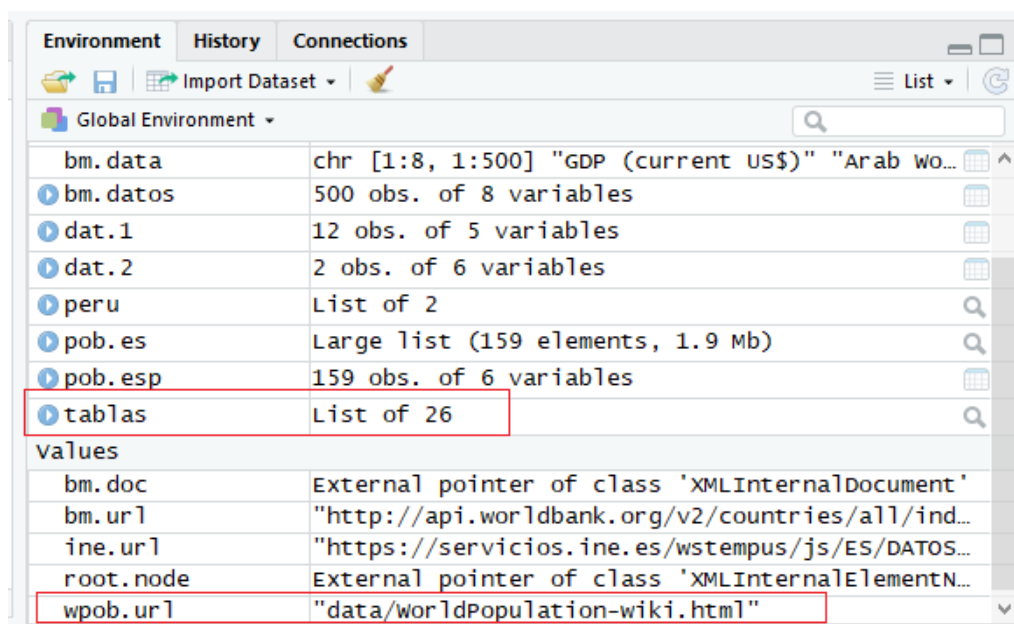 Environment History Connections
Import Dataset List
Global Environment
bm.data chr [1:8, 1:500] "GDP (current US$)" "Arab Wo…
bm.datos 500 obs. of 8 variables
dat.1 12 obs. of 5 variables
dat.2 2 obs. of 6 variables
peru List of 2
pob.es Large list (159 elements, 1.9 Mb)
pob.esp 159 obs. of 6 variables
tablas List of 26
Values
bm.doc External pointer of class 'XMLInternalDocument'
bm.url "http://api.worldbank.org/v2/countries/all/ind…
ine.url "https://servicios.ine.es/wstempus/js/ES/DATOS…
root.node External pointer of class 'XMLInternalElementN…
wpob.url "data/WorldPopulation-wiki.html"